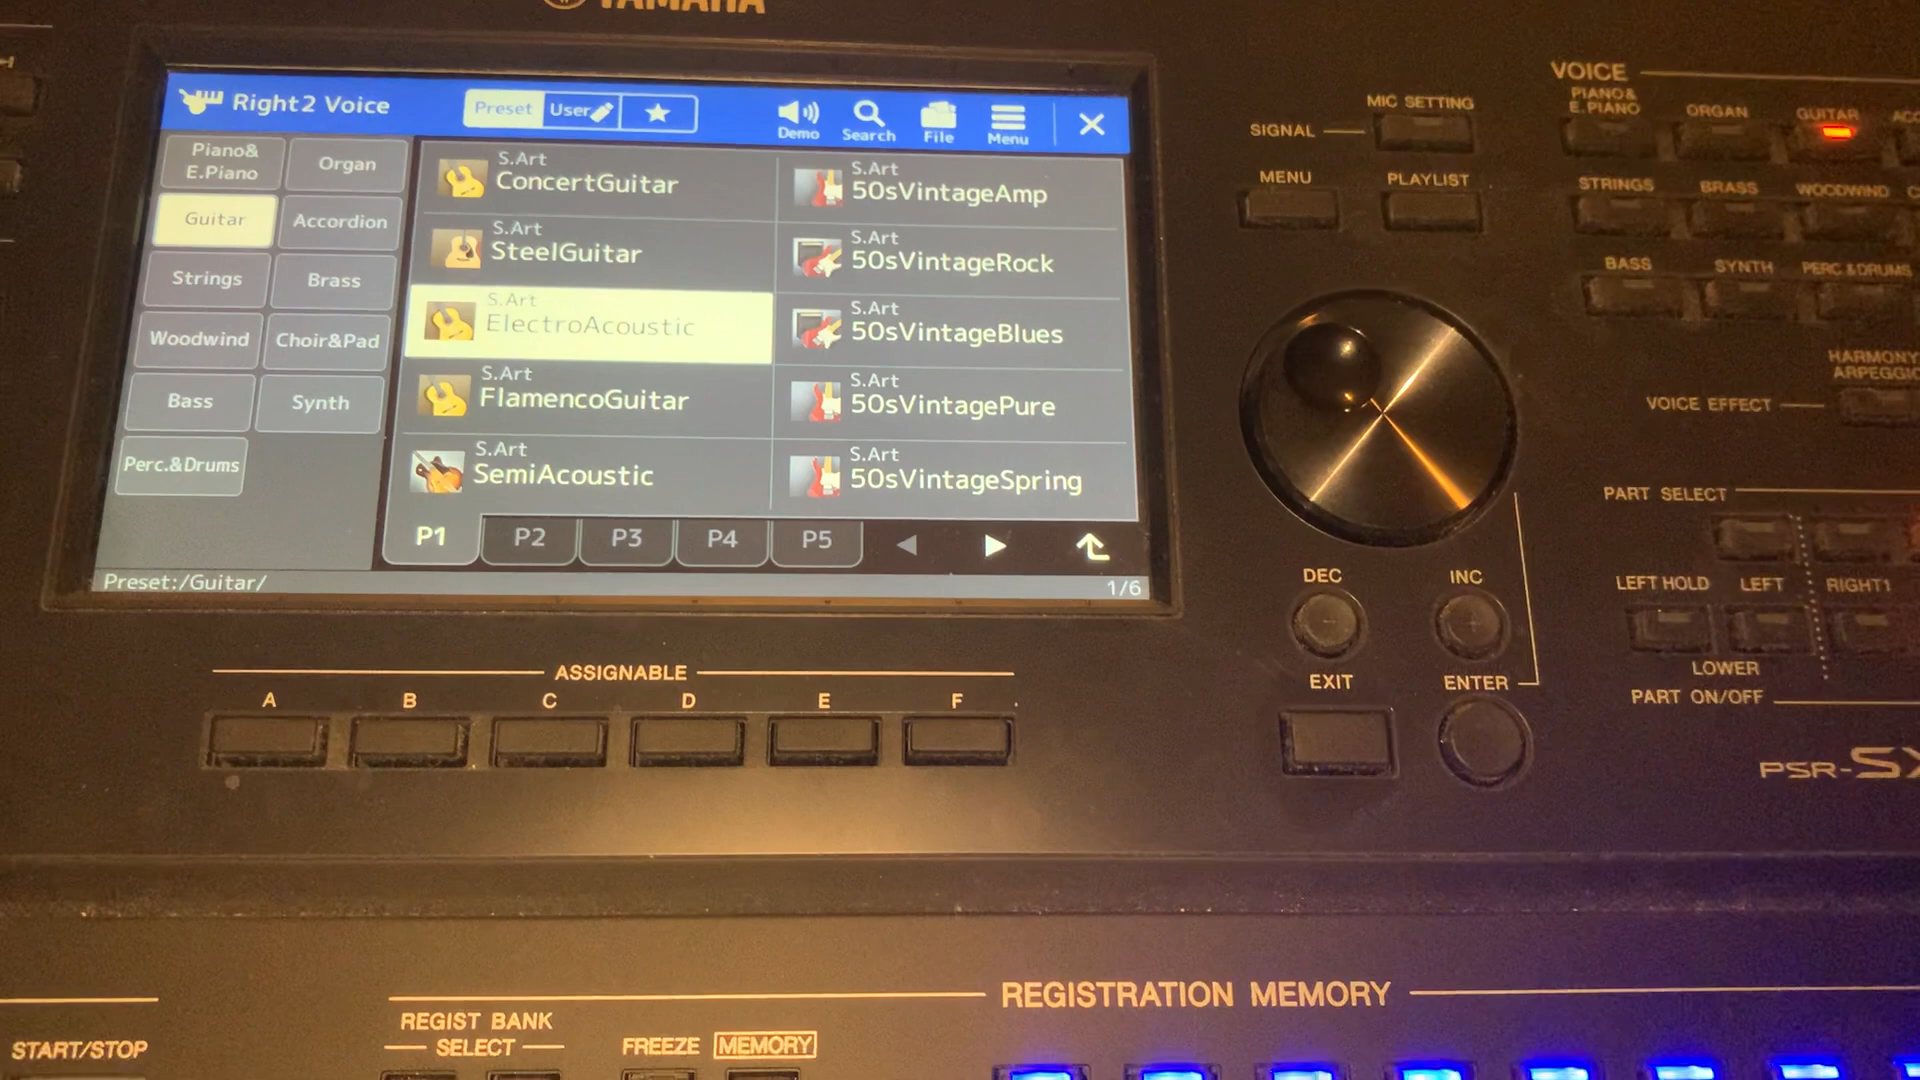 YAMAHA
Right2 Voice
Preset
User
Demo
Search
File
Menu
Piano&
E.Piano
Organ
Guitar
Accordion
Strings
Brass
Woodwind
Choir&Pad
Bass
Synth
Perc.&Drums
S.Art
ConcertGuitar
S.Art
SteelGuitar
S.Art
ElectroAcoustic
S.Art
FlamencoGuitar
S.Art
SemiAcoustic
S.Art
50sVintageAmp
S.Art
50sVintageRock
S.Art
50sVintageBlues
S.Art
50sVintagePure
S.Art
50sVintageSpring
P1
P2
P3
P4
P5
Preset:/Guitar/
1/6
ASSIGNABLE
A
B
C
D
E
F
MIC SETTING
SIGNAL
MENU
PLAYLIST
VOICE
PIANO &
E.PIANO
ORGAN
GUITAR
STRINGS
BRASS
WOODWIND
BASS
SYNTH
PERC.&DRUMS
VOICE EFFECT
PART SELECT
DEC
INC
LEFT HOLD
LEFT
RIGHT1
LOWER
PART ON/OFF
EXIT
ENTER
REGISTRATION MEMORY
REGIST BANK
SELECT
FREEZE
MEMORY
START/STOP